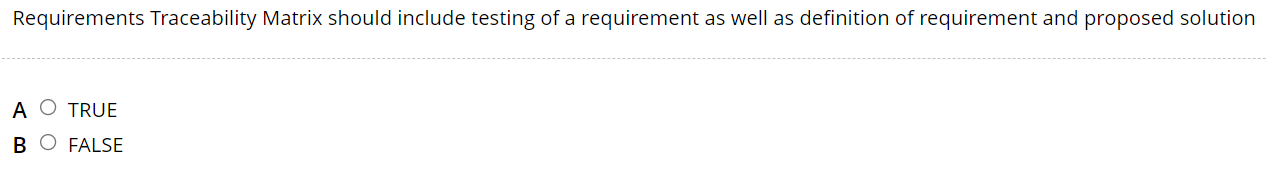 Requirements Traceability Matrix should include testing of a requirement as well as definition of requirement and proposed solution
A TRUE
B FALSE